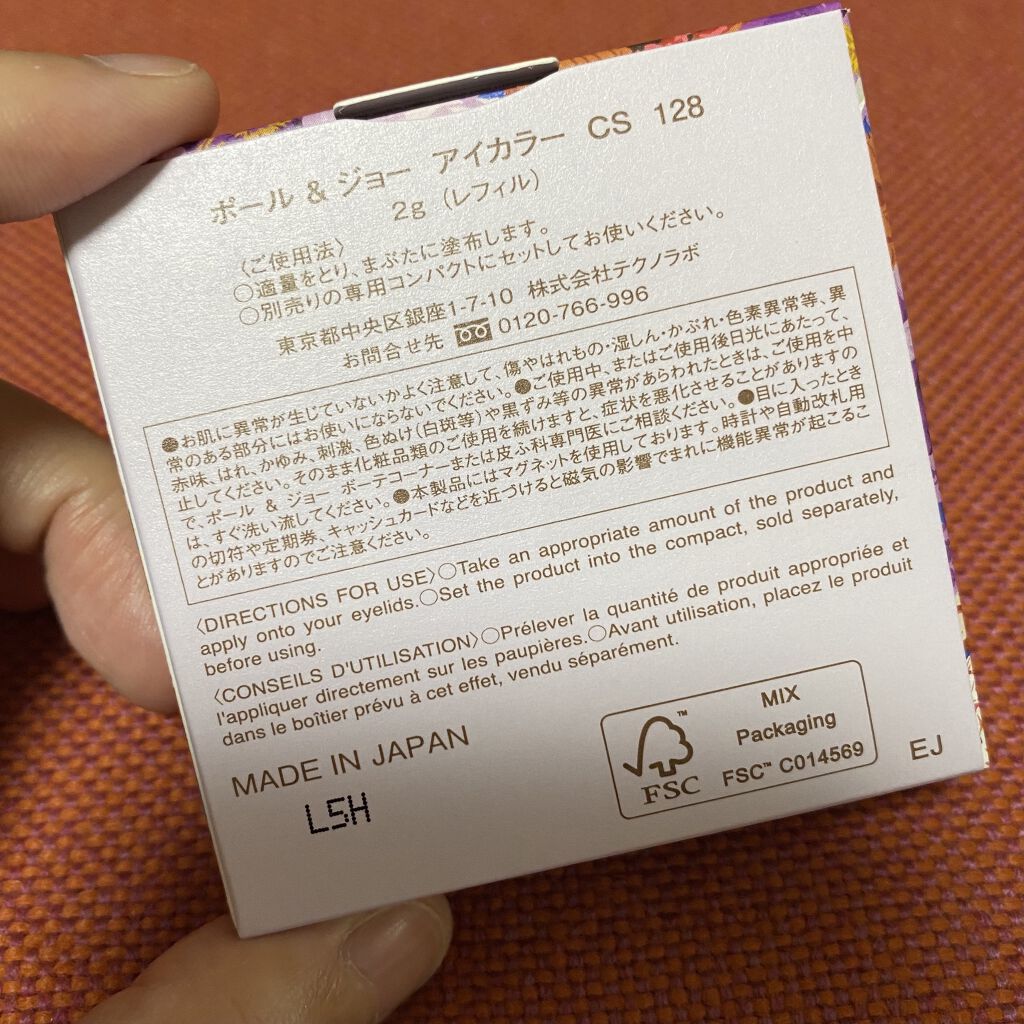 ポール & ジョー アイカラー CS 128
2g (レフィル)
〈ご使用法〉
○適量をとり、まぶたに塗布します。
○別売りの専用コンパクトにセットしてお使いください。
東京都中央区銀座1-7-10 株式会社テクノラボ
お問合せ先 0120-766-996
●お肌に異常が生じていないかよく注意して、傷やはれもの・湿しん・かぶれ・色素異常等、異
常のある部分にはお使いにならないでください。●ご使用中、またはご使用後日光にあたって、
赤味、はれ、かゆみ、刺激、色ぬけ(白斑等)や黒ずみ等の異常があらわれたときは、ご使用を中
止してください。そのまま化粧品類のご使用を続けますと、症状を悪化させることがありますの
で、ポール & ジョー ボーテコーナーまたは皮ふ科専門医にご相談ください。●目に入ったとき
は、すぐ洗い流してください。●本製品にはマグネットを使用しております。時計や自動改札用
の切符や定期券、キャッシュカードなどを近づけると磁気の影響でまれに機能異常が起こるこ
とがありますのでご注意ください。
〈DIRECTIONS FOR USE〉○Take an appropriate amount of the product and
apply onto your eyelids.○Set the product into the compact, sold separately,
before using.
〈CONSEILS D'UTILISATION〉○Prélever la quantité de produit appropriée et
l'appliquer directement sur les paupières.○Avant utilisation, placez le produit
dans le boîtier prévu à cet effet, vendu séparément.
MADE IN JAPAN
L5H
FSC
MIX
Packaging
FSC™ C014569
EJ